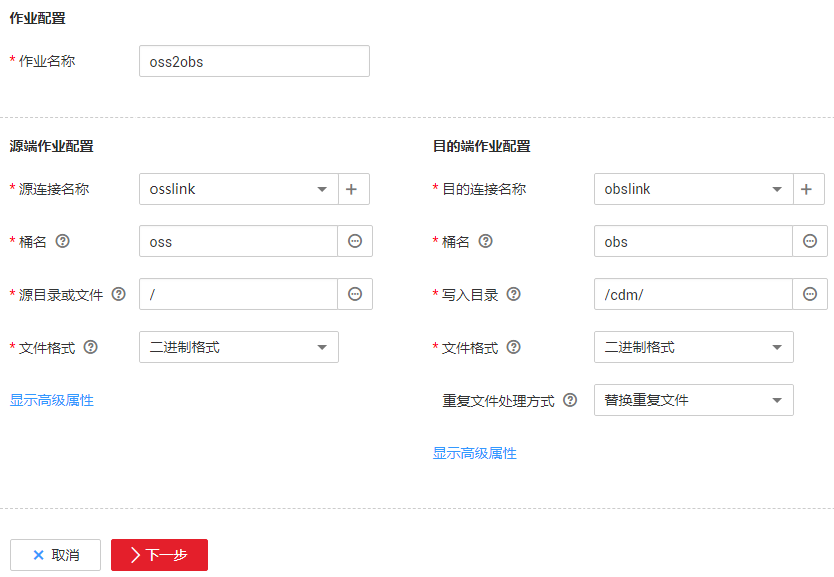 作业配置
* 作业名称 oss2obs
源端作业配置
* 源连接名称 osslink
* 桶名 oss
* 源目录或文件 /
* 文件格式 二进制格式
显示高级属性
目的端作业配置
* 目的连接名称 obslink
* 桶名 obs
* 写入目录 /cdm/
* 文件格式 二进制格式
重复文件处理方式 替换重复文件
显示高级属性
取消 下一步